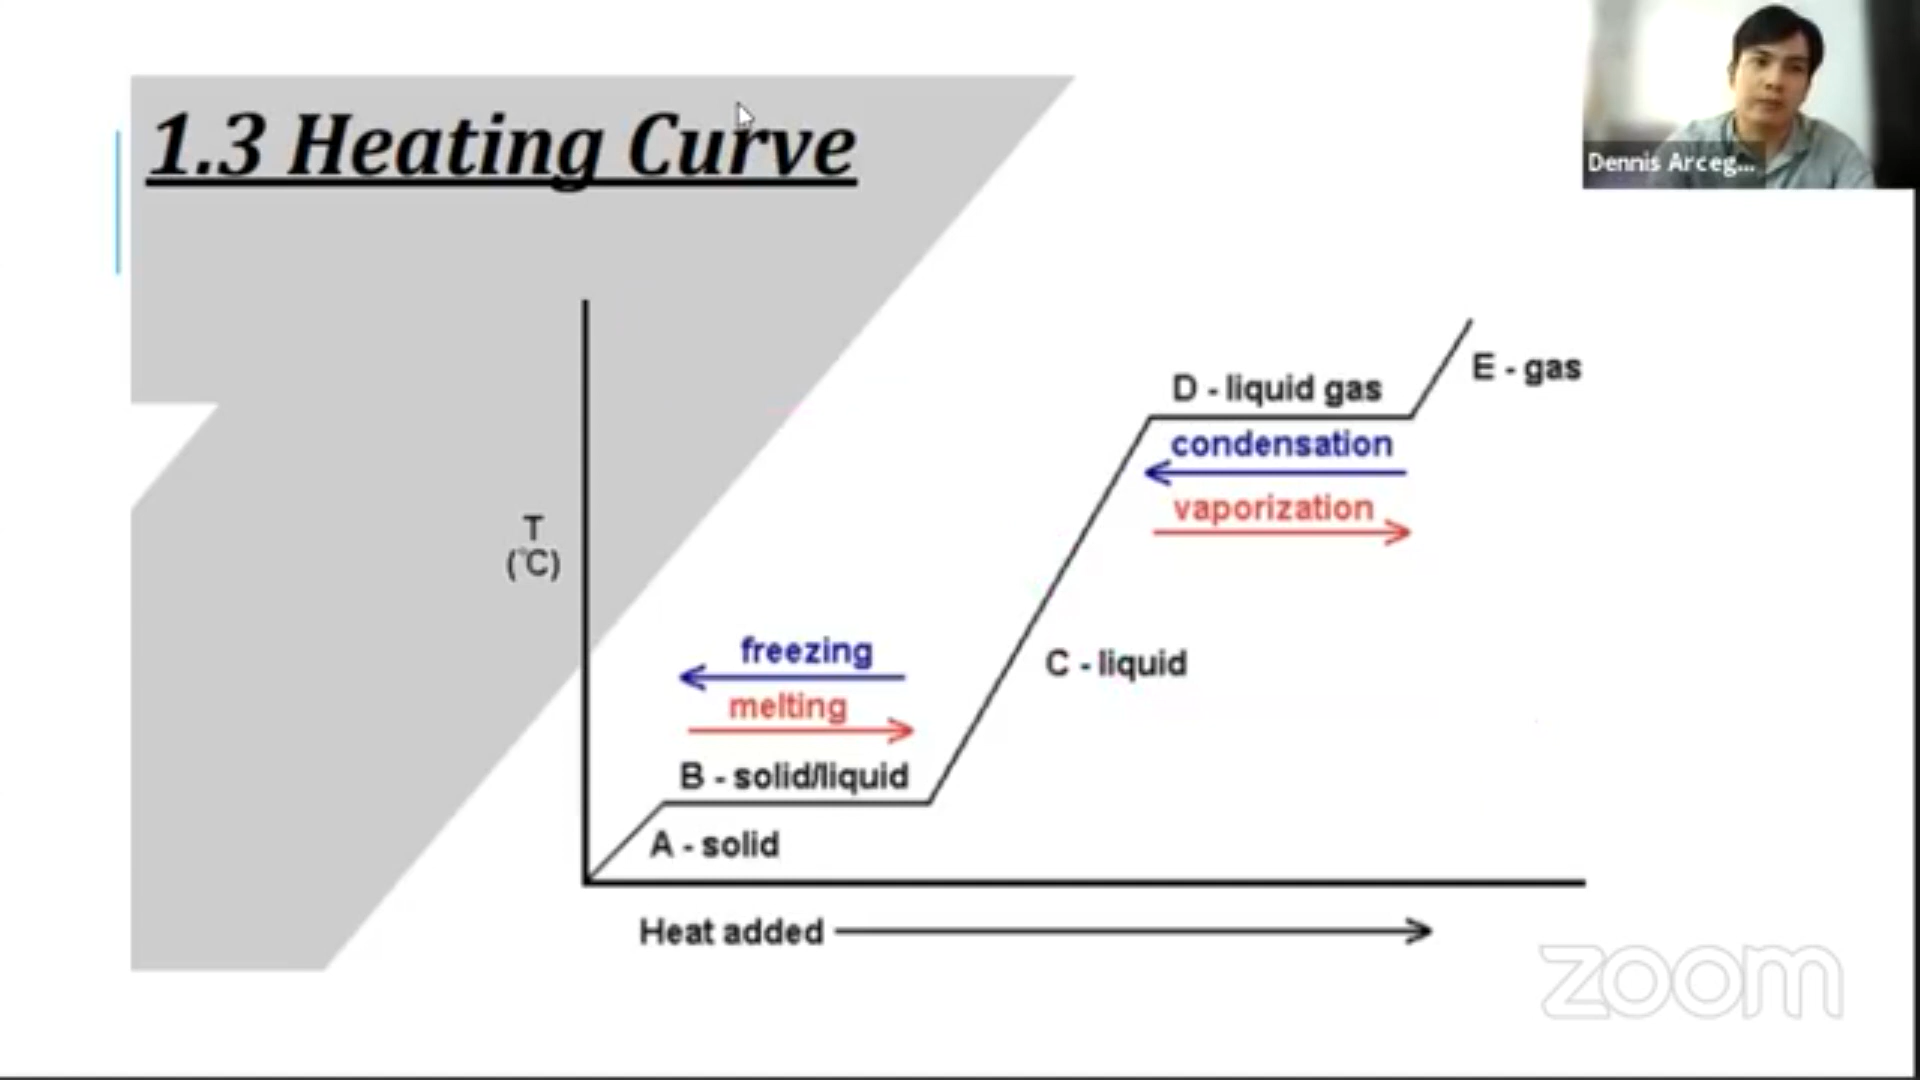 1.3 Heating Curve
Dennis Arceg...
E - gas
D - liquid gas
condensation
vaporization
T
(°C)
freezing
melting
C - liquid
B - solid/liquid
A - solid
Heat added
zoom